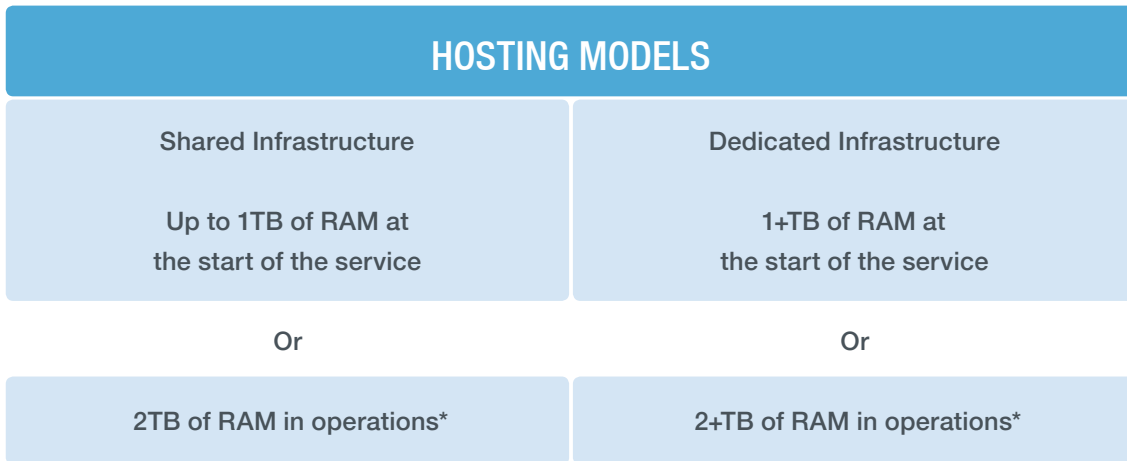 HOSTING MODELS
Shared Infrastructure
Up to 1TB of RAM at
the start of the service
Dedicated Infrastructure
1+TB of RAM at
the start of the service
Or
Or
2TB of RAM in operations*
2+TB of RAM in operations*